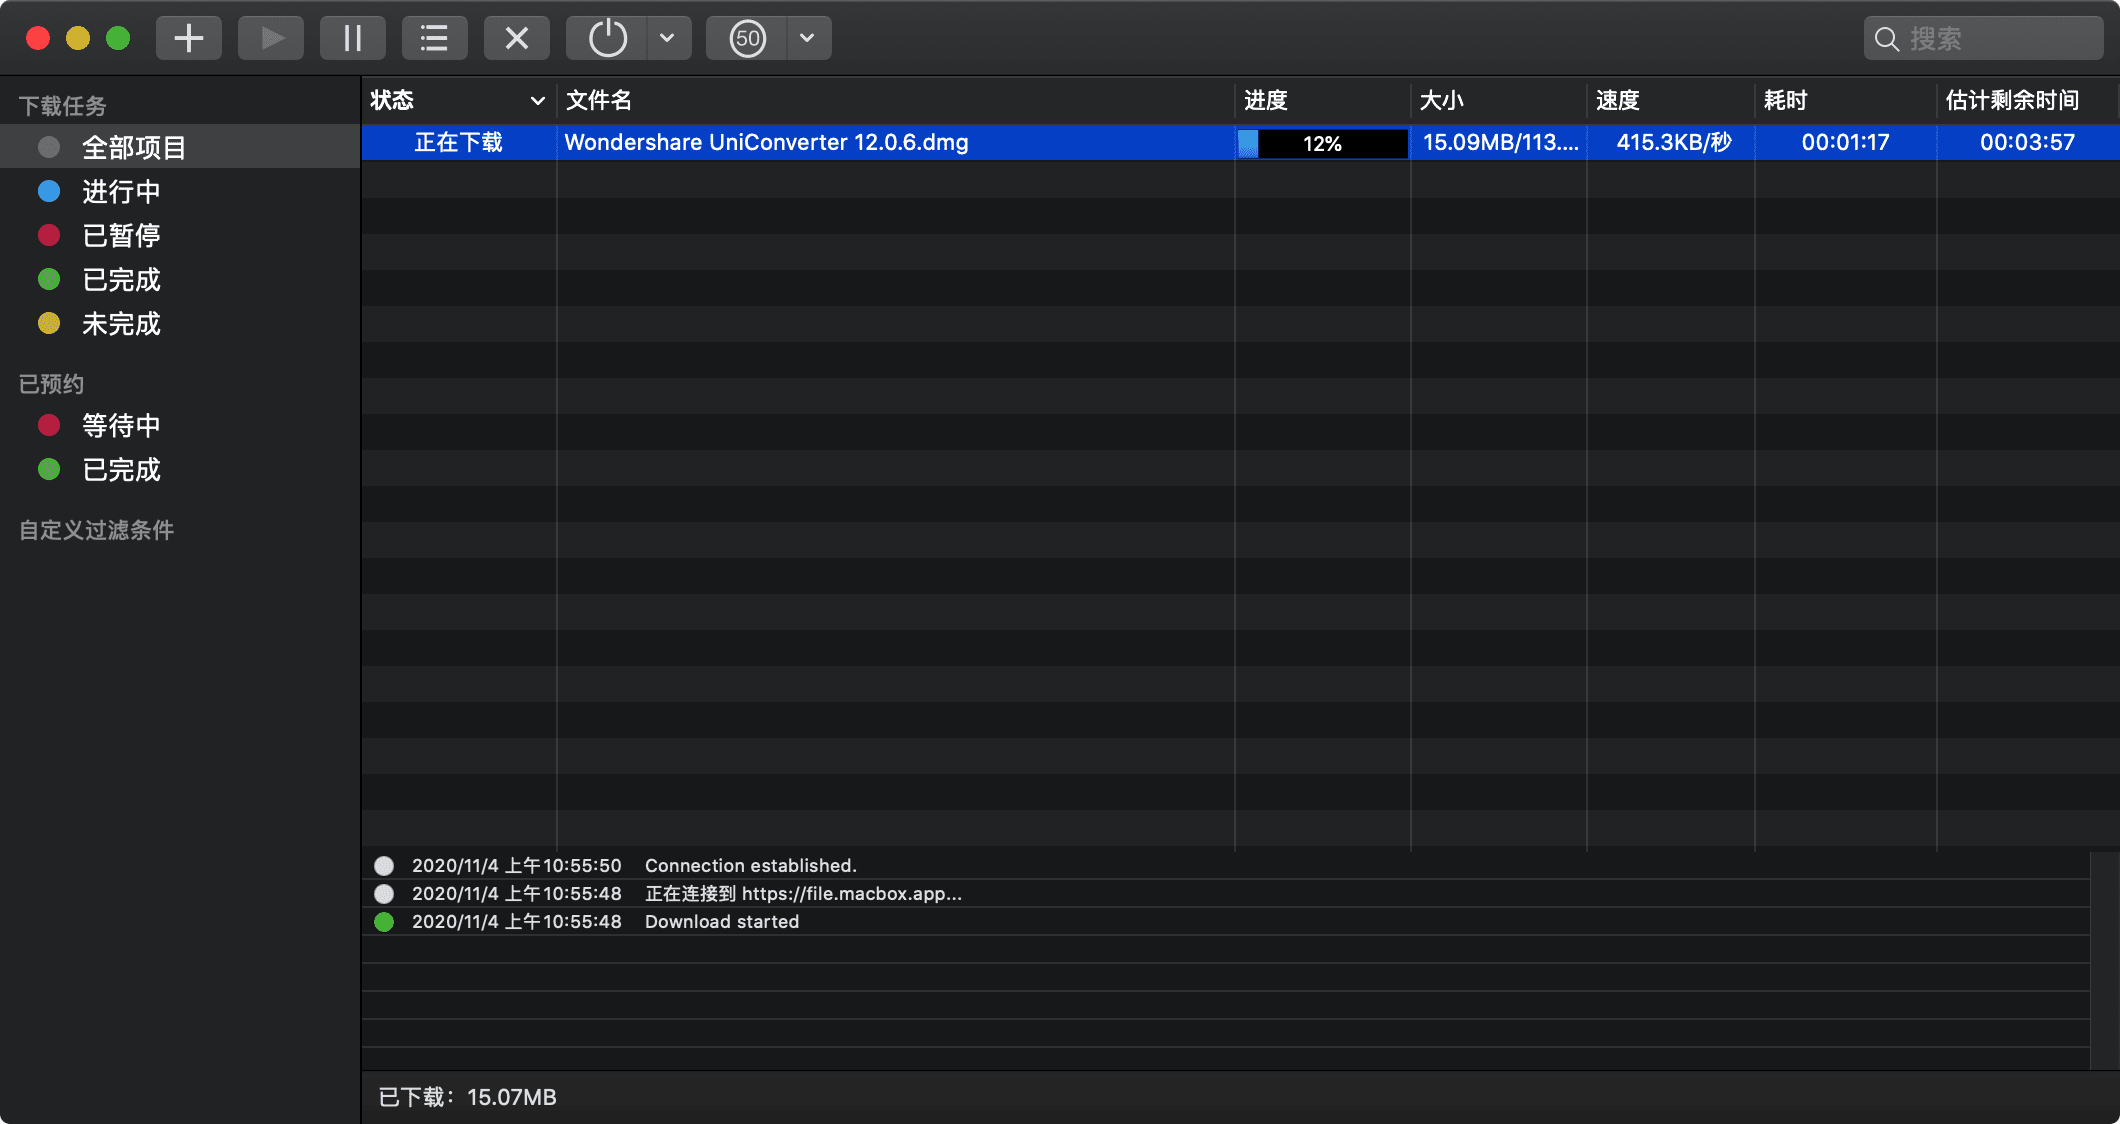 50
搜索
下载任务
全部项目
进行中
已暂停
已完成
未完成
已预约
等待中
已完成
自定义过滤条件
状态 文件名 进度 大小 速度 耗时 估计剩余时间
正在下载 Wondershare UniConverter 12.0.6.dmg 12% 15.09MB/113.... 415.3KB/秒 00:01:17 00:03:57
2020/11/4 上午10:55:50 Connection established.
2020/11/4 上午10:55:48 正在连接到 https://file.macbox.app...
2020/11/4 上午10:55:48 Download started
已下载：15.07MB